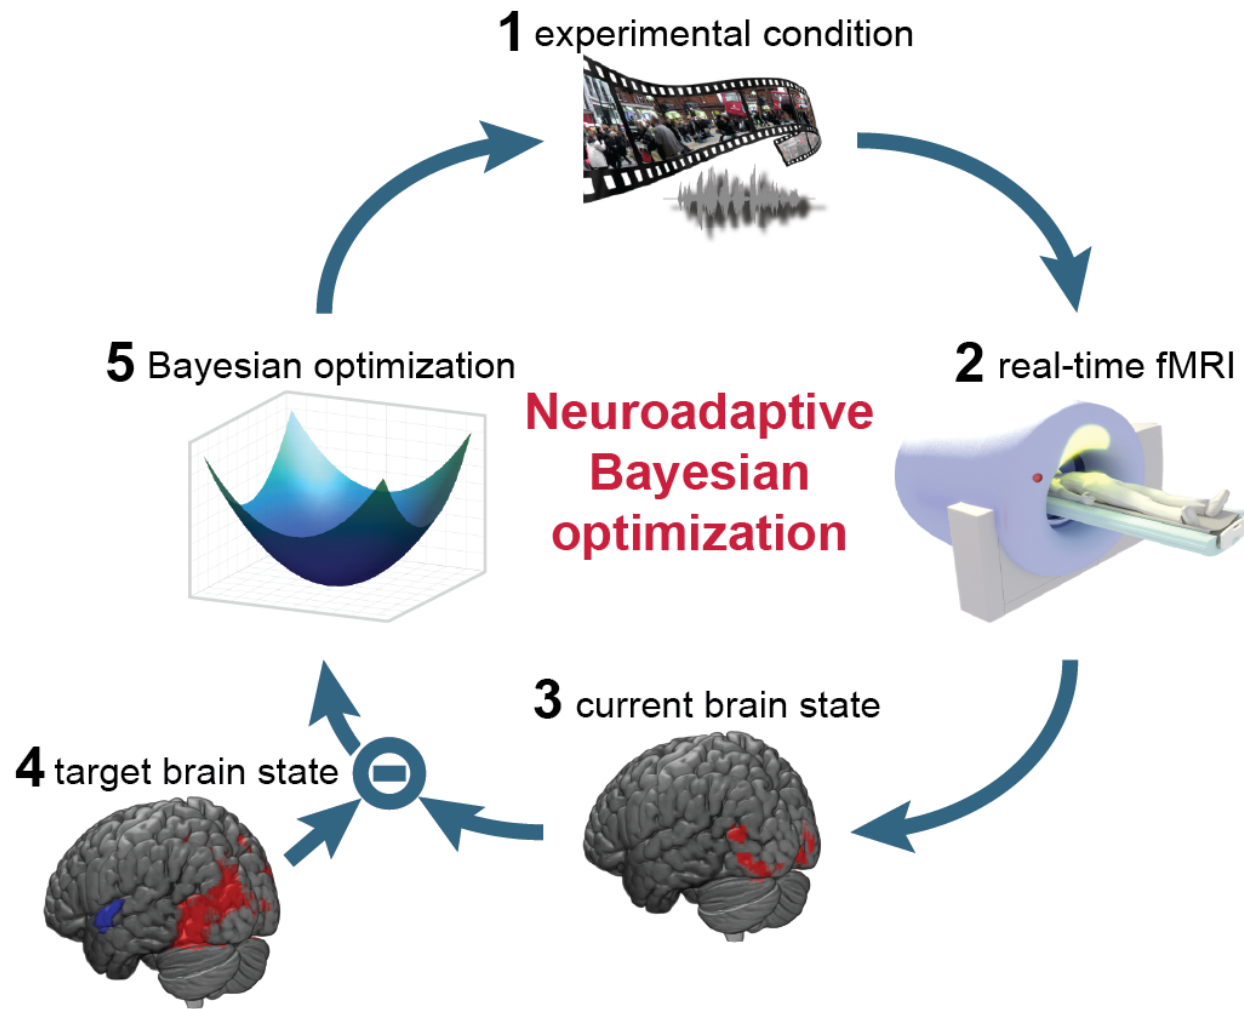 1 experimental condition
5 Bayesian optimization
2 real-time fMRI
Neuroadaptive
Bayesian
optimization
3 current brain state
4 target brain state